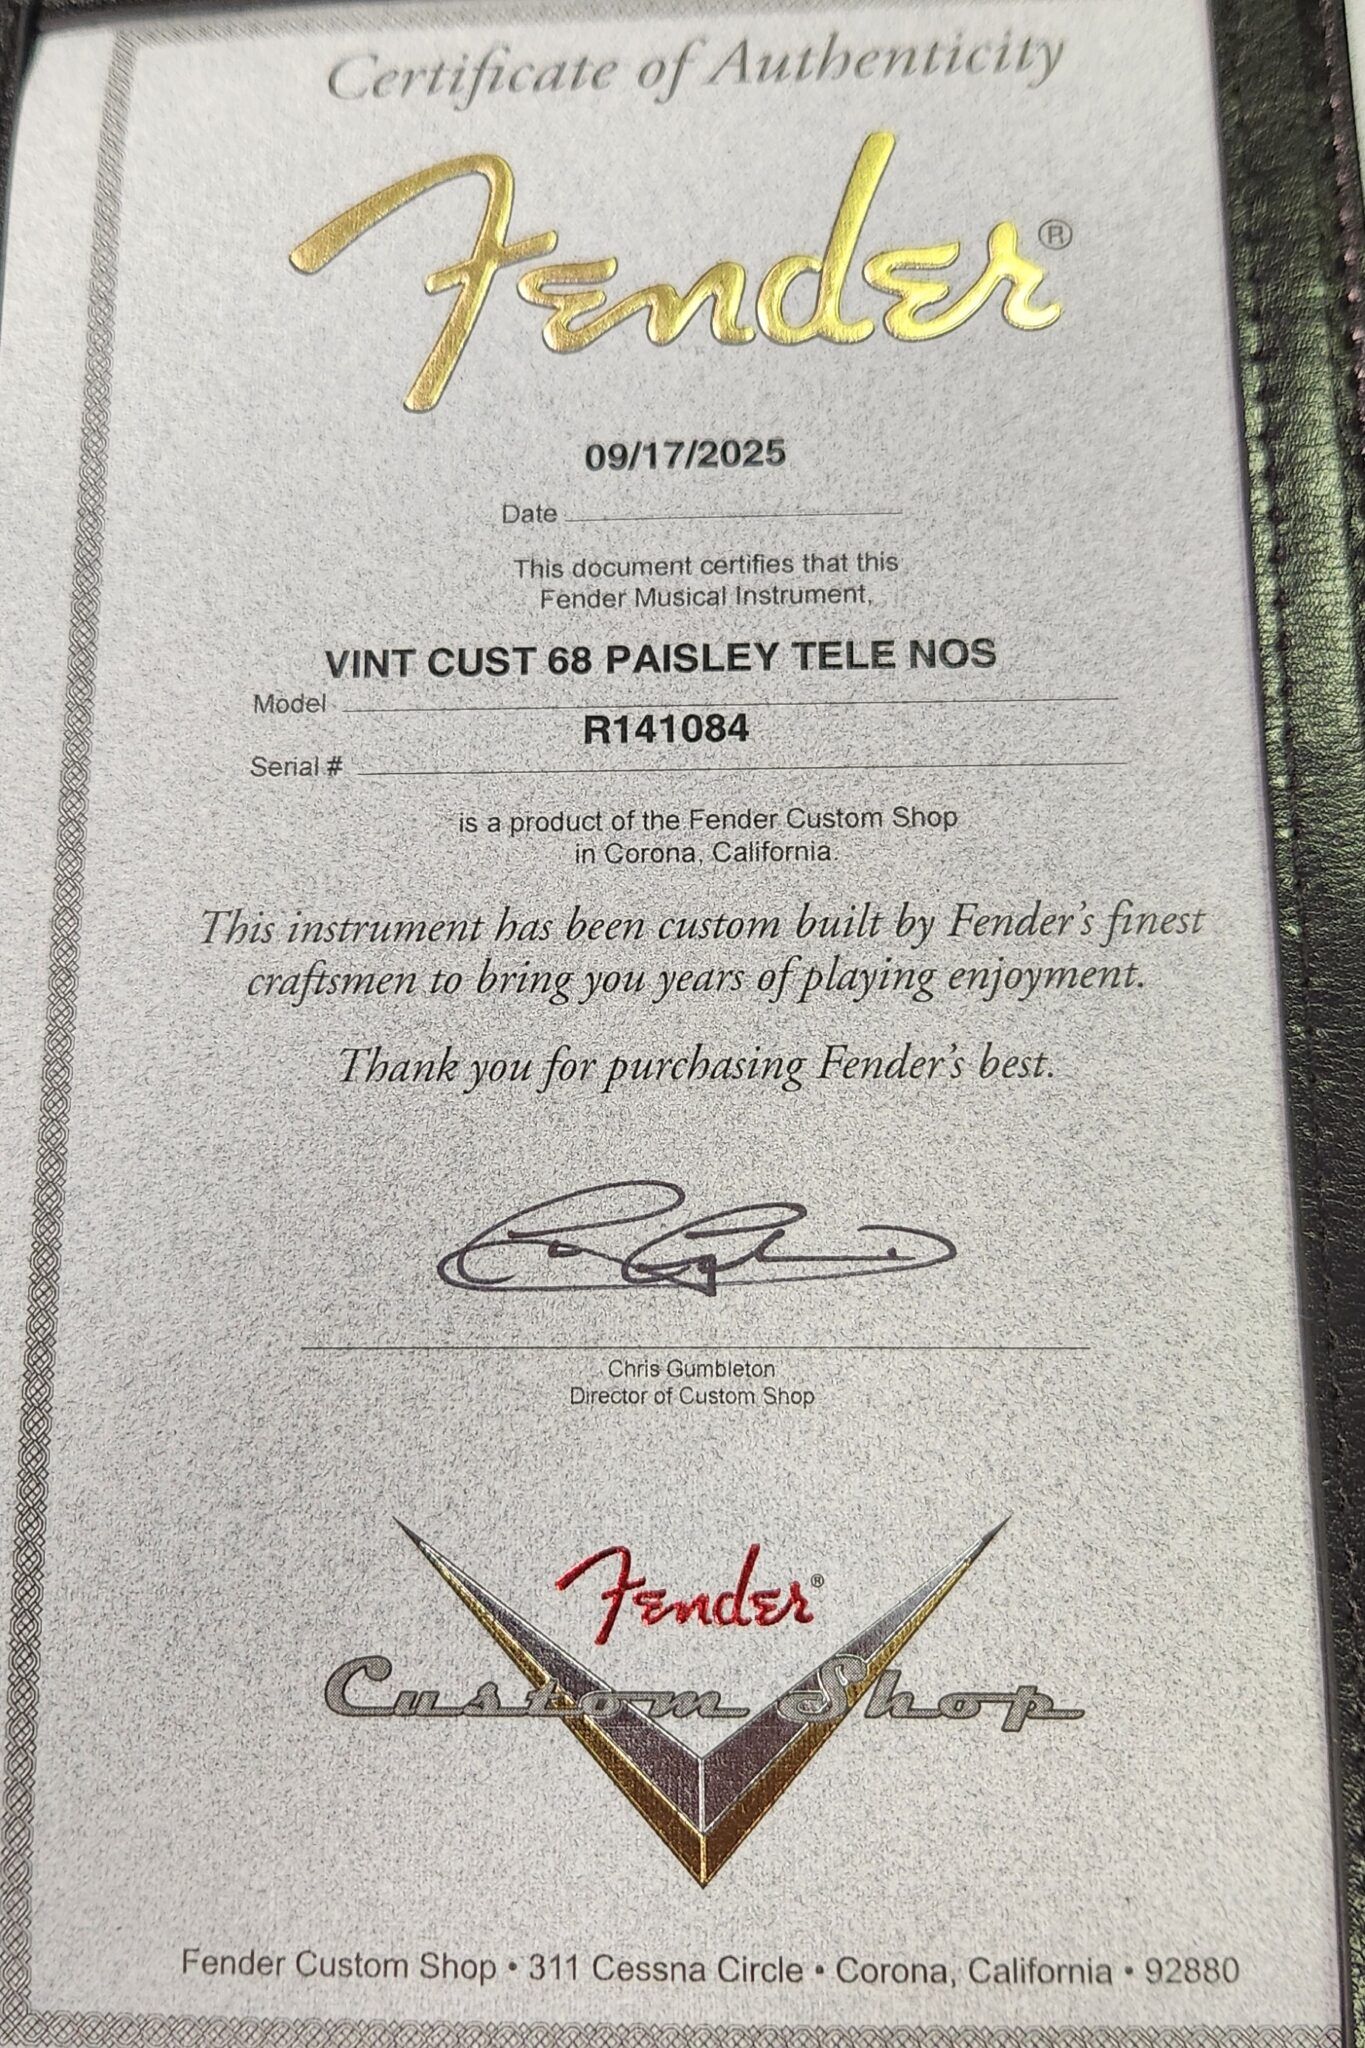 Certificate of Authenticity
Fender®
09/17/2025
Date
This document certifies that this
Fender Musical Instrument,
VINT CUST 68 PAISLEY TELE NOS
Model
R141084
Serial #
is a product of the Fender Custom Shop
in Corona, California.
This instrument has been custom built by Fender's finest
craftsmen to bring you years of playing enjoyment.
Thank you for purchasing Fender's best.
Chris Gumbleton
Director of Custom Shop
Fender®
Custom Shop
Fender Custom Shop • 311 Cessna Circle • Corona, California • 92880